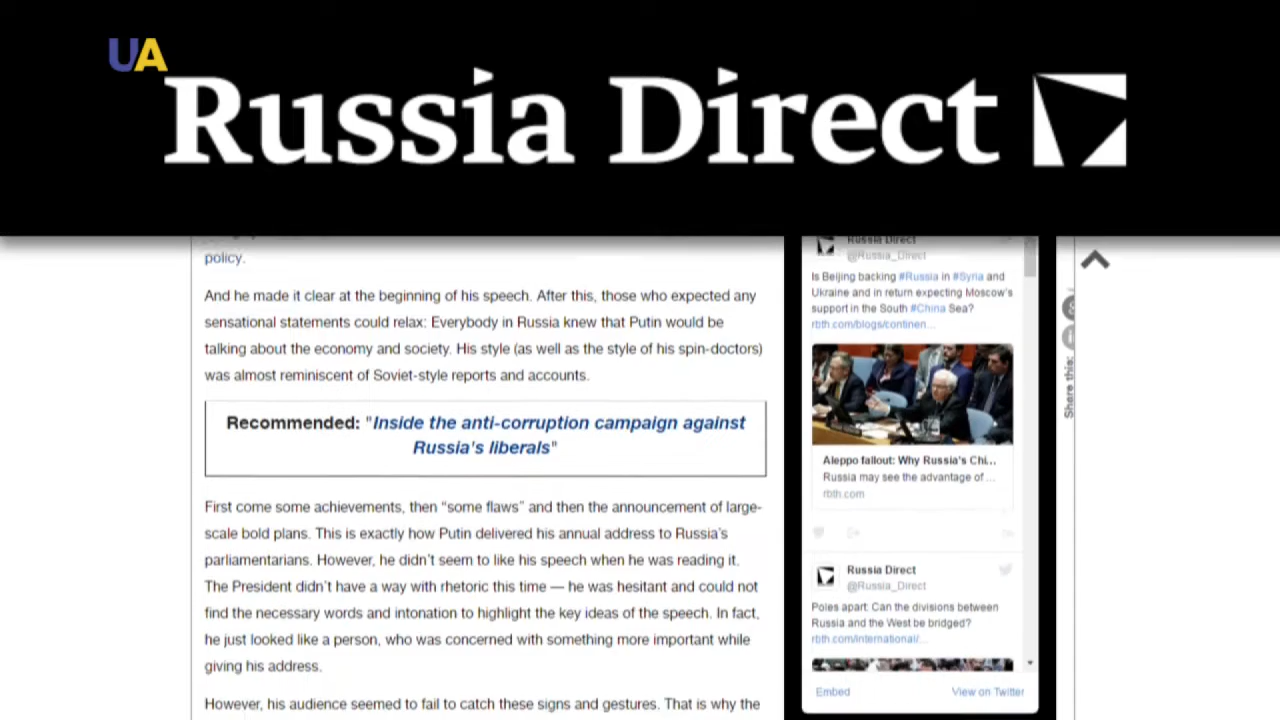 UA
Russia Direct
policy.
And he made it clear at the beginning of his speech. After this, those who expected any
sensational statements could relax: Everybody in Russia knew that Putin would be
talking about the economy and society. His style (as well as the style of his spin-doctors)
was almost reminiscent of Soviet-style reports and accounts.
Recommended: "Inside the anti-corruption campaign against
Russia's liberals"
First come some achievements, then “some flaws” and then the announcement of large-
scale bold plans. This is exactly how Putin delivered his annual address to Russia’s
parliamentarians. However, he didn’t seem to like his speech when he was reading it.
The President didn’t have a way with rhetoric this time — he was hesitant and could not
find the necessary words and intonation to highlight the key ideas of the speech. In fact,
he just looked like a person, who was concerned with something more important while
giving his address.
However, his audience seemed to fail to catch these signs and gestures. That is why the
Russia Direct
@Russia_Direct
Is Beijing backing #Russia in #Syria and
Ukraine and in return expecting Moscow's
support in the South #China Sea?
rbth.com/blogs/continen...
Aleppo fallout: Why Russia's Chi...
Russia may see the advantage of ...
rbth.com
Russia Direct
@Russia_Direct
Poles apart: Can the divisions between
Russia and the West be bridged?
rbth.com/international/...
Embed
View on Twitter
Share this: